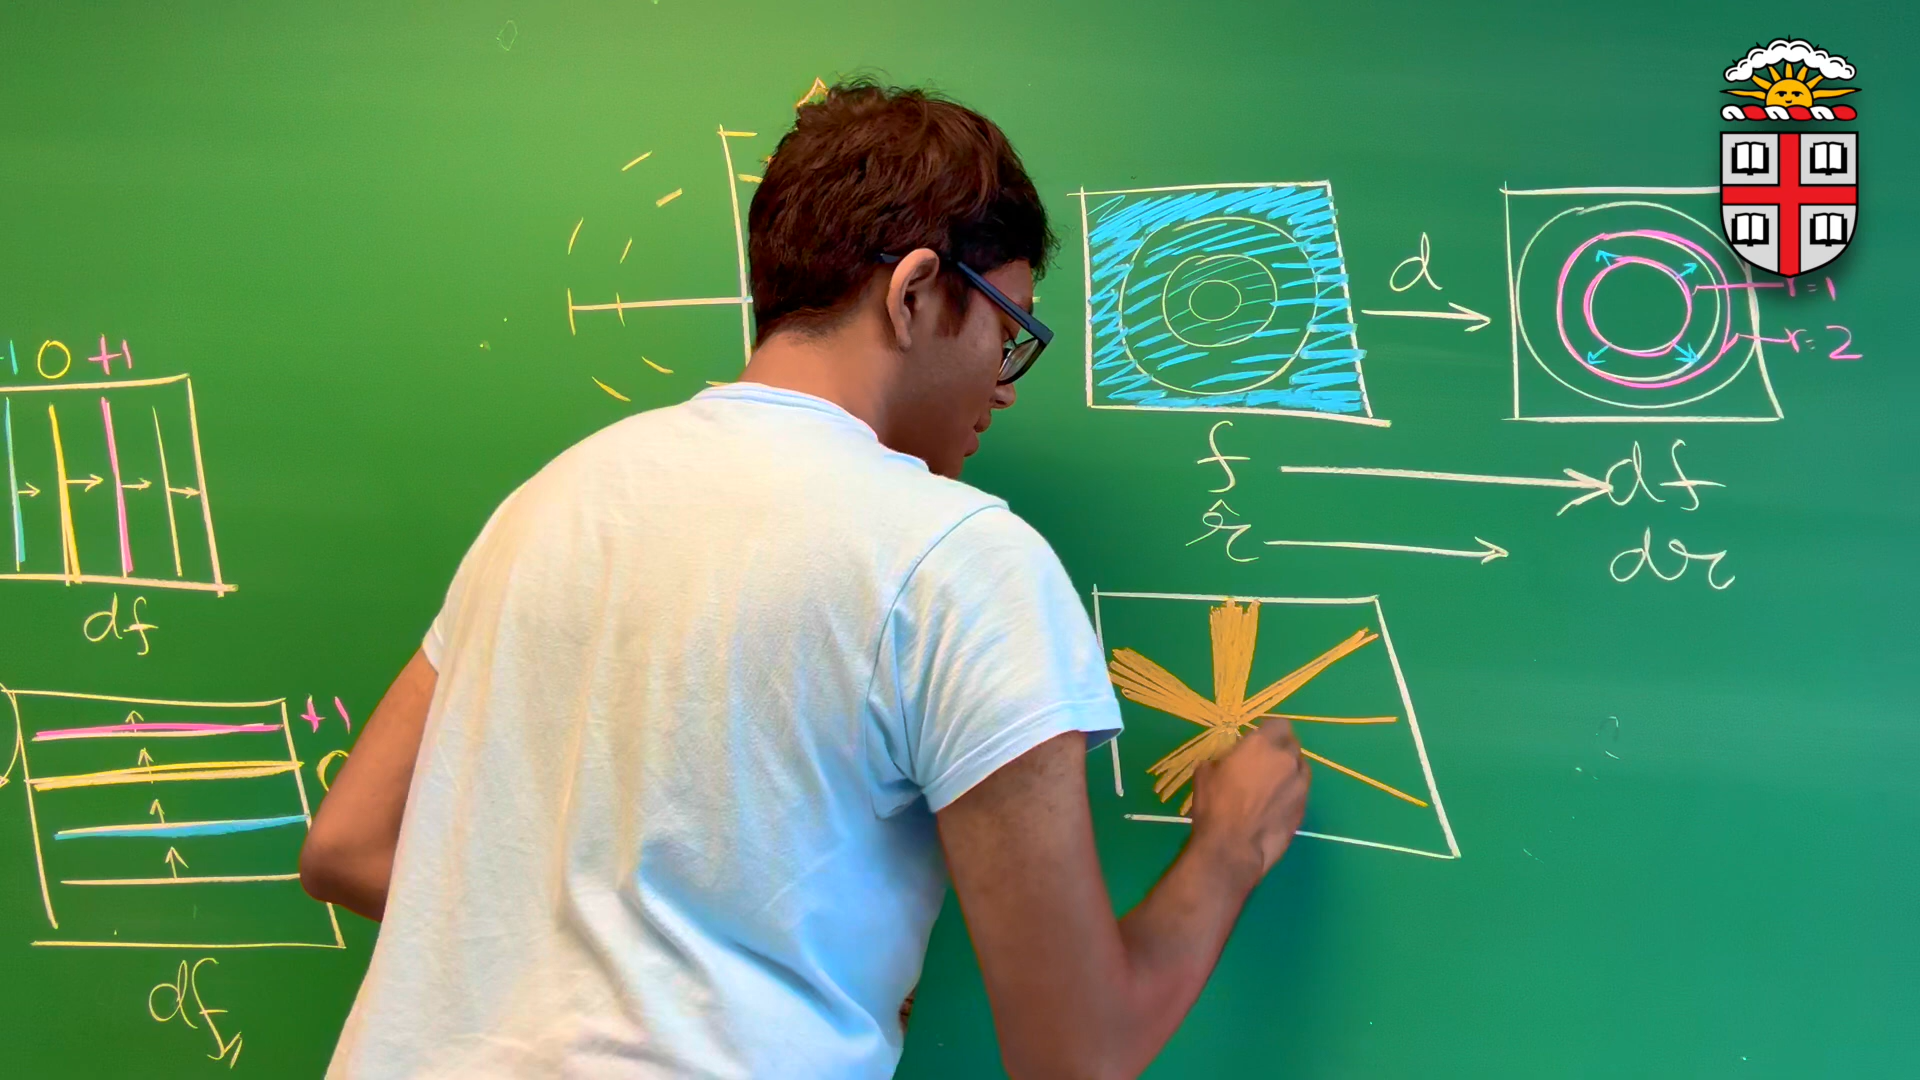 -1 0 +1
df
+1
0
df
d
r=1
r=2
f → df
r̂ → dr